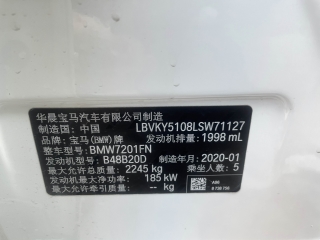 华晨宝马汽车有限公司制造
制造国：中国 LBVKY5108LSW71127
品牌：宝马(BMW)牌 发动机排量：1998 mL
整车型号：BMW7201FN
发动机型号：B48B20D 制造年月：2020-01
最大允许总质量：2245 kg 乘坐人数：5
发动机最大净功率：185 kW
最大允许牵引质量：-- kg